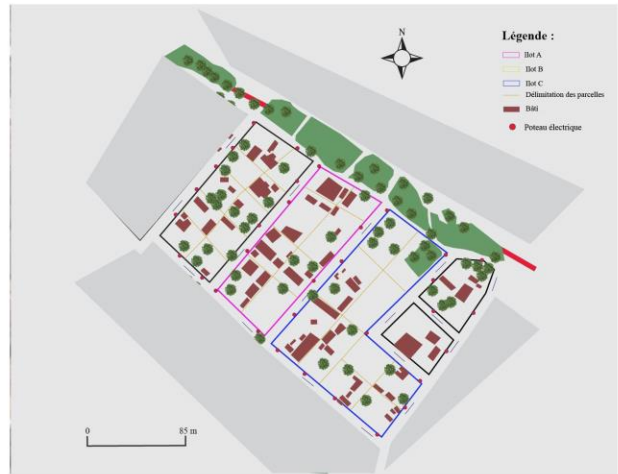 N
Légende :
Ilot A
Ilot B
Ilot C
Délimitation des parcelles
Bâti
Poteau électrique
0 85 m